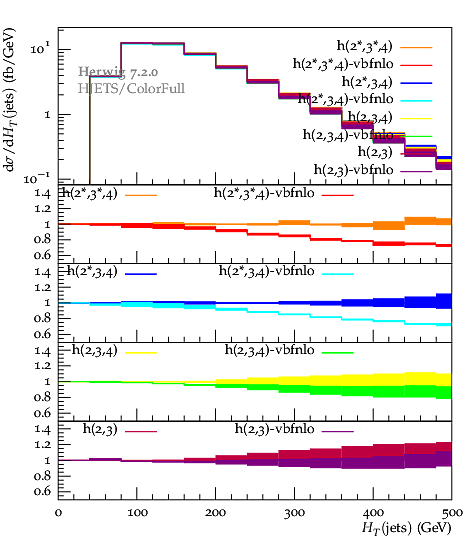 dσ/dH_T(jets) (fb/GeV)
10¹
1
10⁻¹
Herwig 7.2.0
HJETS/ColorFull
h(2*,3*,4)
h(2*,3*,4)-vbfnlo
h(2*,3,4)
h(2*,3,4)-vbfnlo
h(2,3,4)
h(2,3,4)-vbfnlo
h(2,3)
h(2,3)-vbfnlo
h(2*,3*,4) h(2*,3*,4)-vbfnlo
1.4
1.2
1
0.8
0.6
h(2*,3,4) h(2*,3,4)-vbfnlo
1.4
1.2
1
0.8
0.6
h(2,3,4) h(2,3,4)-vbfnlo
1.4
1.2
1
0.8
0.6
h(2,3) h(2,3)-vbfnlo
1.4
1.2
1
0.8
0.6
0 100 200 300 400 500
H_T(jets) (GeV)